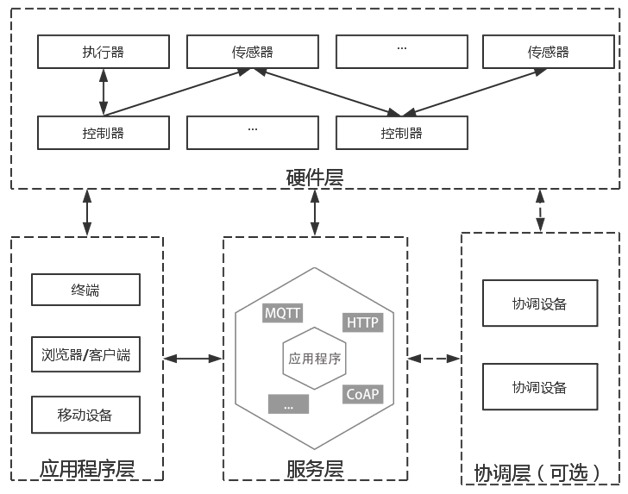 执行器
传感器
...
传感器
控制器
...
控制器
硬件层
终端
浏览器/客户端
移动设备
应用程序层
MQTT
HTTP
应用程序
CoAP
...
服务层
协调设备
协调设备
协调层（可选）